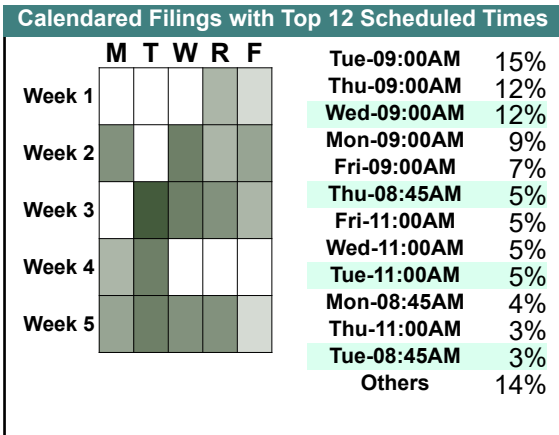 Calendared Filings with Top 12 Scheduled Times
M T W R F
Week 1
Week 2
Week 3
Week 4
Week 5
Tue-09:00AM 15%
Thu-09:00AM 12%
Wed-09:00AM 12%
Mon-09:00AM 9%
Fri-09:00AM 7%
Thu-08:45AM 5%
Fri-11:00AM 5%
Wed-11:00AM 5%
Tue-11:00AM 5%
Mon-08:45AM 4%
Thu-11:00AM 3%
Tue-08:45AM 3%
Others 14%